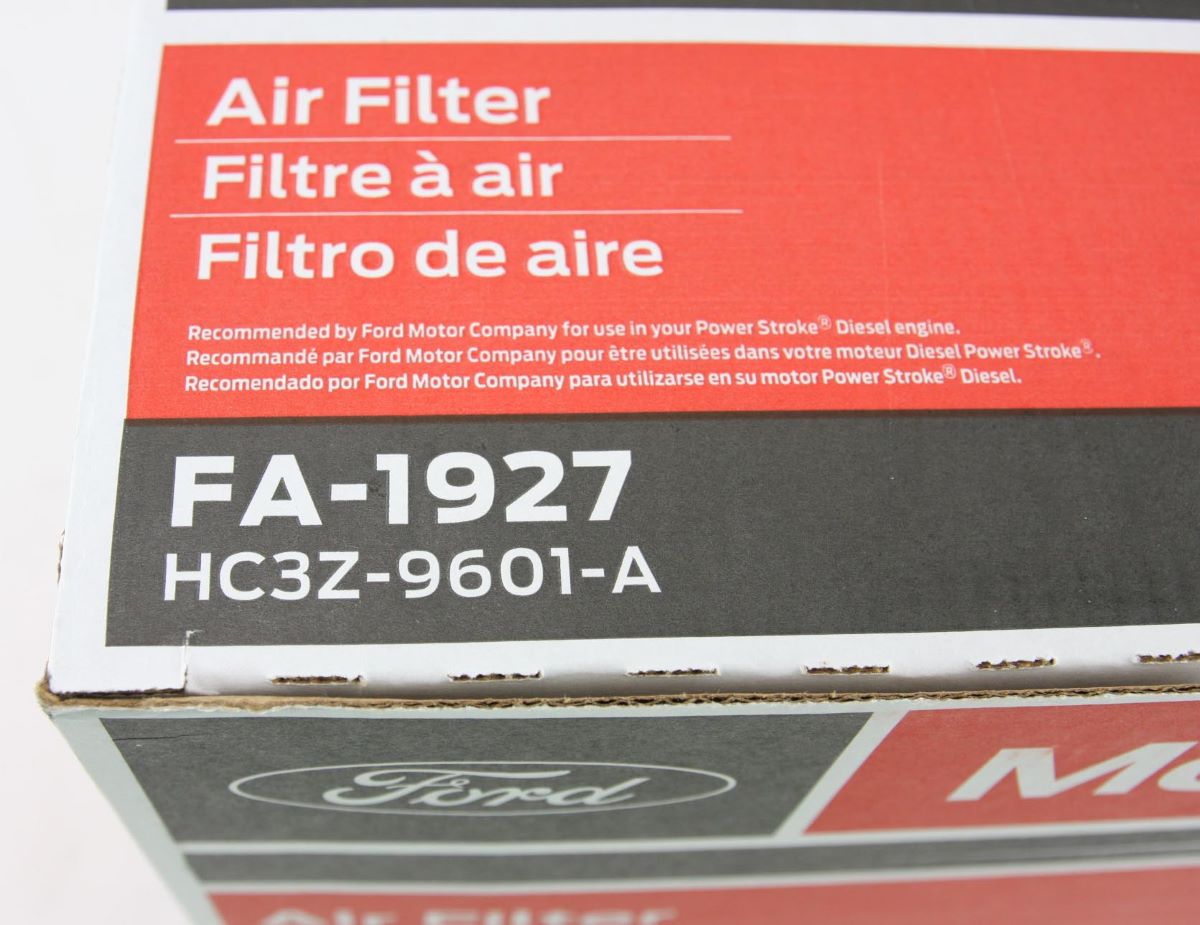 Air Filter
Filtre à air
Filtro de aire
Recommended by Ford Motor Company for use in your Power Stroke® Diesel engine.
Recommandé par Ford Motor Company pour être utilisées dans votre moteur Diesel Power Stroke®.
Recomendado por Ford Motor Company para utilizarse en su motor Power Stroke® Diesel.
FA-1927
HC3Z-9601-A
Ford
Air Filter